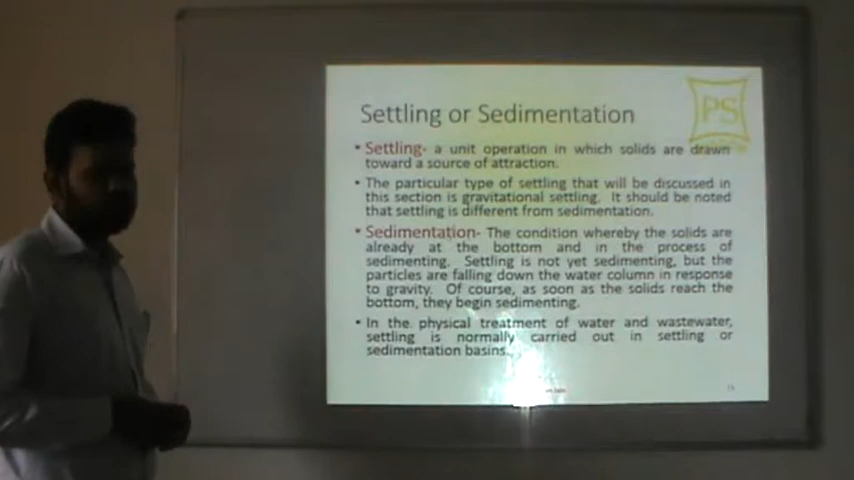 PS
Settling or Sedimentation
• Settling- a unit operation in which solids are drawn
toward a source of attraction.
• The particular type of settling that will be discussed in
this section is gravitational settling. It should be noted
that settling is different from sedimentation.
• Sedimentation- The condition whereby the solids are
already at the bottom and in the process of
sedimenting. Settling is not yet sedimenting, but the
particles are falling down the water column in response
to gravity. Of course, as soon as the solids reach the
bottom, they begin sedimenting.
• In the physical treatment of water and wastewater,
settling is normally carried out in settling or
sedimentation basins.